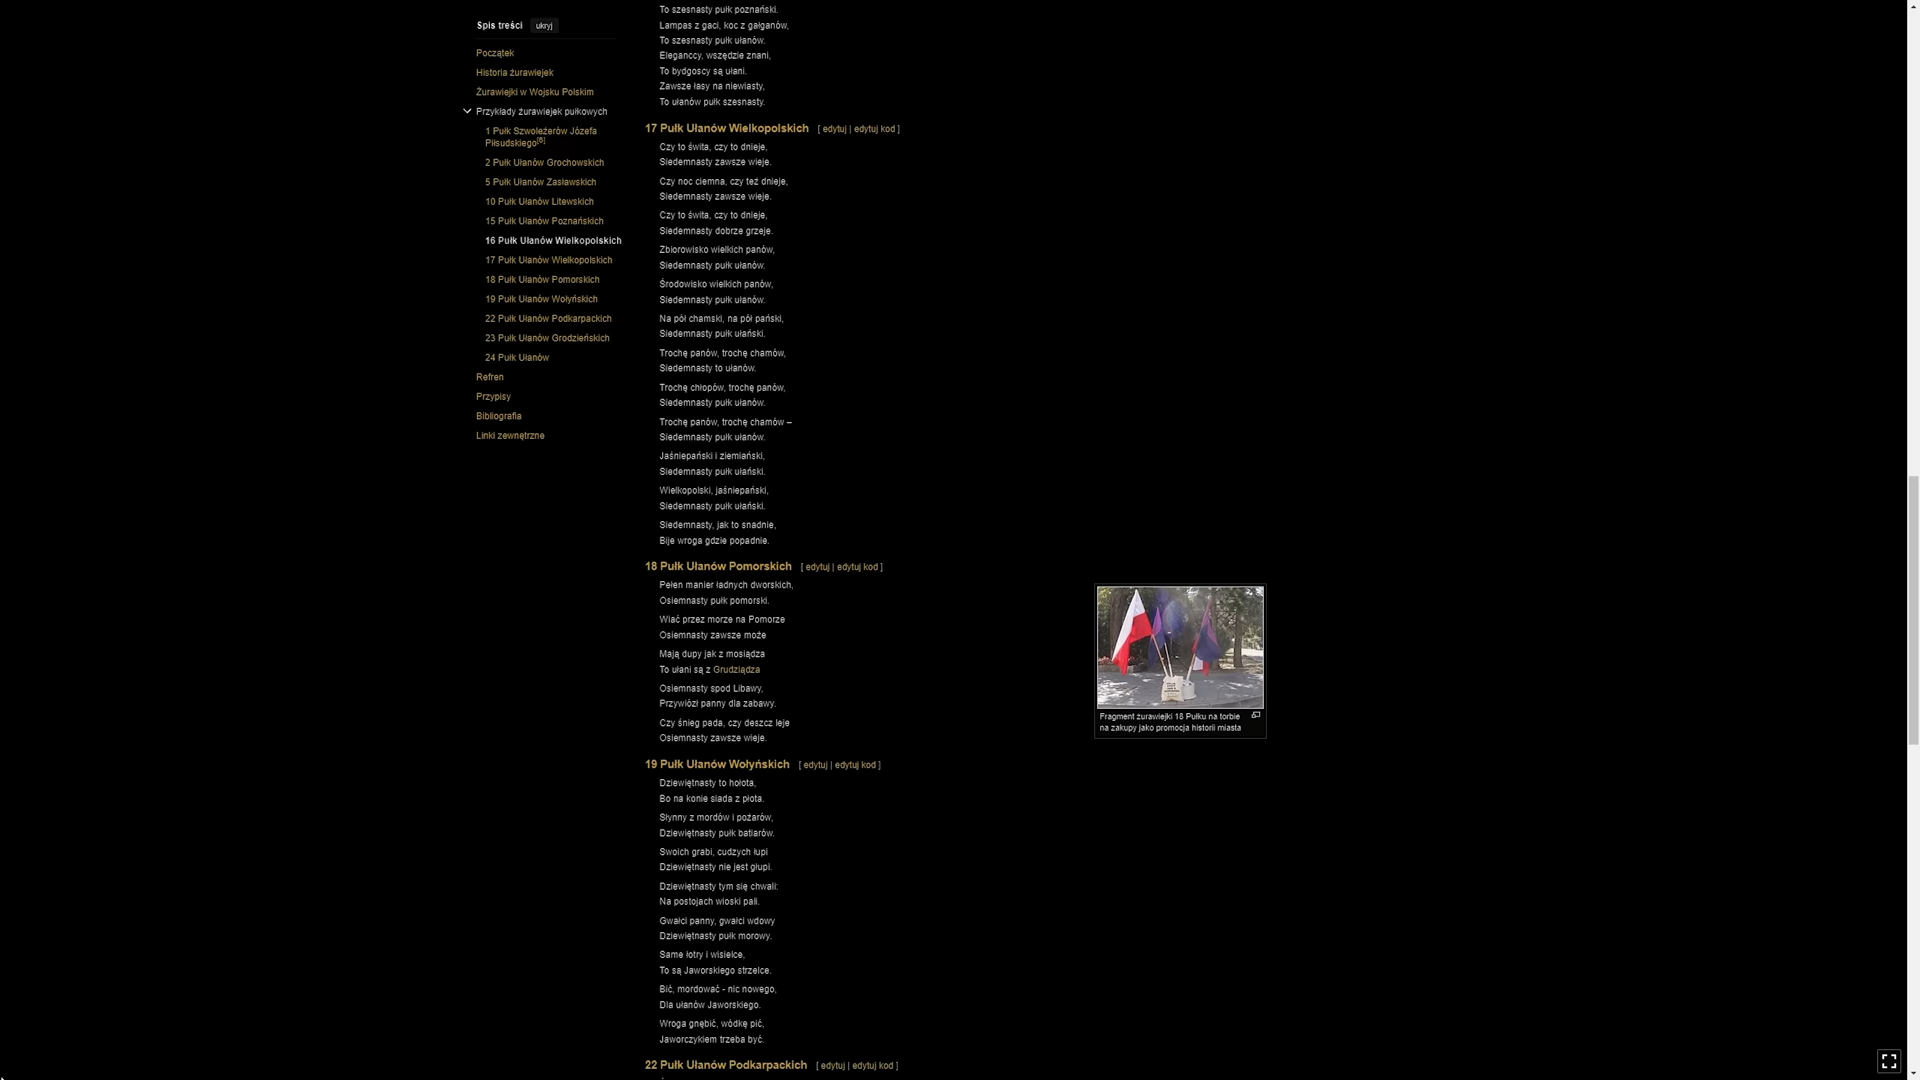 Spis treści ukryj
Początek
Historia żurawiejek
Żurawiejki w Wojsku Polskim
Przykłady żurawiejek pułkowych
1 Pułk Szwoleżerów Józefa
Piłsudskiego[6]
2 Pułk Ułanów Grochowskich
5 Pułk Ułanów Zasławskich
10 Pułk Ułanów Litewskich
15 Pułk Ułanów Poznańskich
16 Pułk Ułanów Wielkopolskich
17 Pułk Ułanów Wielkopolskich
18 Pułk Ułanów Pomorskich
19 Pułk Ułanów Wołyńskich
22 Pułk Ułanów Podkarpackich
23 Pułk Ułanów Grodzieńskich
24 Pułk Ułanów
Refren
Przypisy
Bibliografia
Linki zewnętrzne
To szesnasty pułk poznański.
Lampas z gaci, koc z gałganów,
To szesnasty pułk ułanów.
Eleganccy, wszędzie znani,
To bydgoscy są ułani.
Zawsze łasy na niewiasty,
To ułanów pułk szesnasty.
17 Pułk Ułanów Wielkopolskich [ edytuj | edytuj kod ]
Czy to świta, czy to dnieje,
Siedemnasty zawsze wieje.
Czy noc ciemna, czy też dnieje,
Siedemnasty zawsze wieje.
Czy to świta, czy to dnieje,
Siedemnasty dobrze grzeje.
Zbiorowisko wielkich panów,
Siedemnasty pułk ułanów.
Środowisko wielkich panów,
Siedemnasty pułk ułanów.
Na pół chamski, na pół pański,
Siedemnasty pułk ułański.
Trochę panów, trochę chamów,
Siedemnasty to ułanów.
Trochę chłopów, trochę panów,
Siedemnasty pułk ułanów.
Trochę panów, trochę chamów –
Siedemnasty pułk ułanów.
Jaśniepański i ziemiański,
Siedemnasty pułk ułański.
Wielkopolski, jaśniepański,
Siedemnasty pułk ułański.
Siedemnasty, jak to snadnie,
Bije wroga gdzie popadnie.
18 Pułk Ułanów Pomorskich [ edytuj | edytuj kod ]
Pełen manier ładnych dworskich,
Osiemnasty pułk pomorski.
Wiać przez morze na Pomorze
Osiemnasty zawsze może
Mają dupy jak z mosiądza
To ułani są z Grudziądza
Osiemnasty spod Libawy,
Przywiózł panny dla zabawy.
Czy śnieg pada, czy deszcz leje
Osiemnasty zawsze wieje.
Fragment żurawiejki 18 Pułku na torbie
na zakupy jako promocja historii miasta
19 Pułk Ułanów Wołyńskich [ edytuj | edytuj kod ]
Dziewiętnasty to hołota,
Bo na konie siada z płota.
Słynny z mordów i pożarów,
Dziewiętnasty pułk batiarów.
Swoich grabi, cudzych łupi
Dziewiętnasty nie jest głupi.
Dziewiętnasty tym się chwali:
Na postojach wioski pali.
Gwałci panny, gwałci wdowy
Dziewiętnasty pułk morowy.
Same łotry i wisielce,
To są Jaworskiego strzelce.
Bić, mordować - nic nowego,
Dla ułanów Jaworskiego.
Wroga gnębić, wódkę pić,
Jaworczykiem trzeba być.
22 Pułk Ułanów Podkarpackich [ edytuj | edytuj kod ]